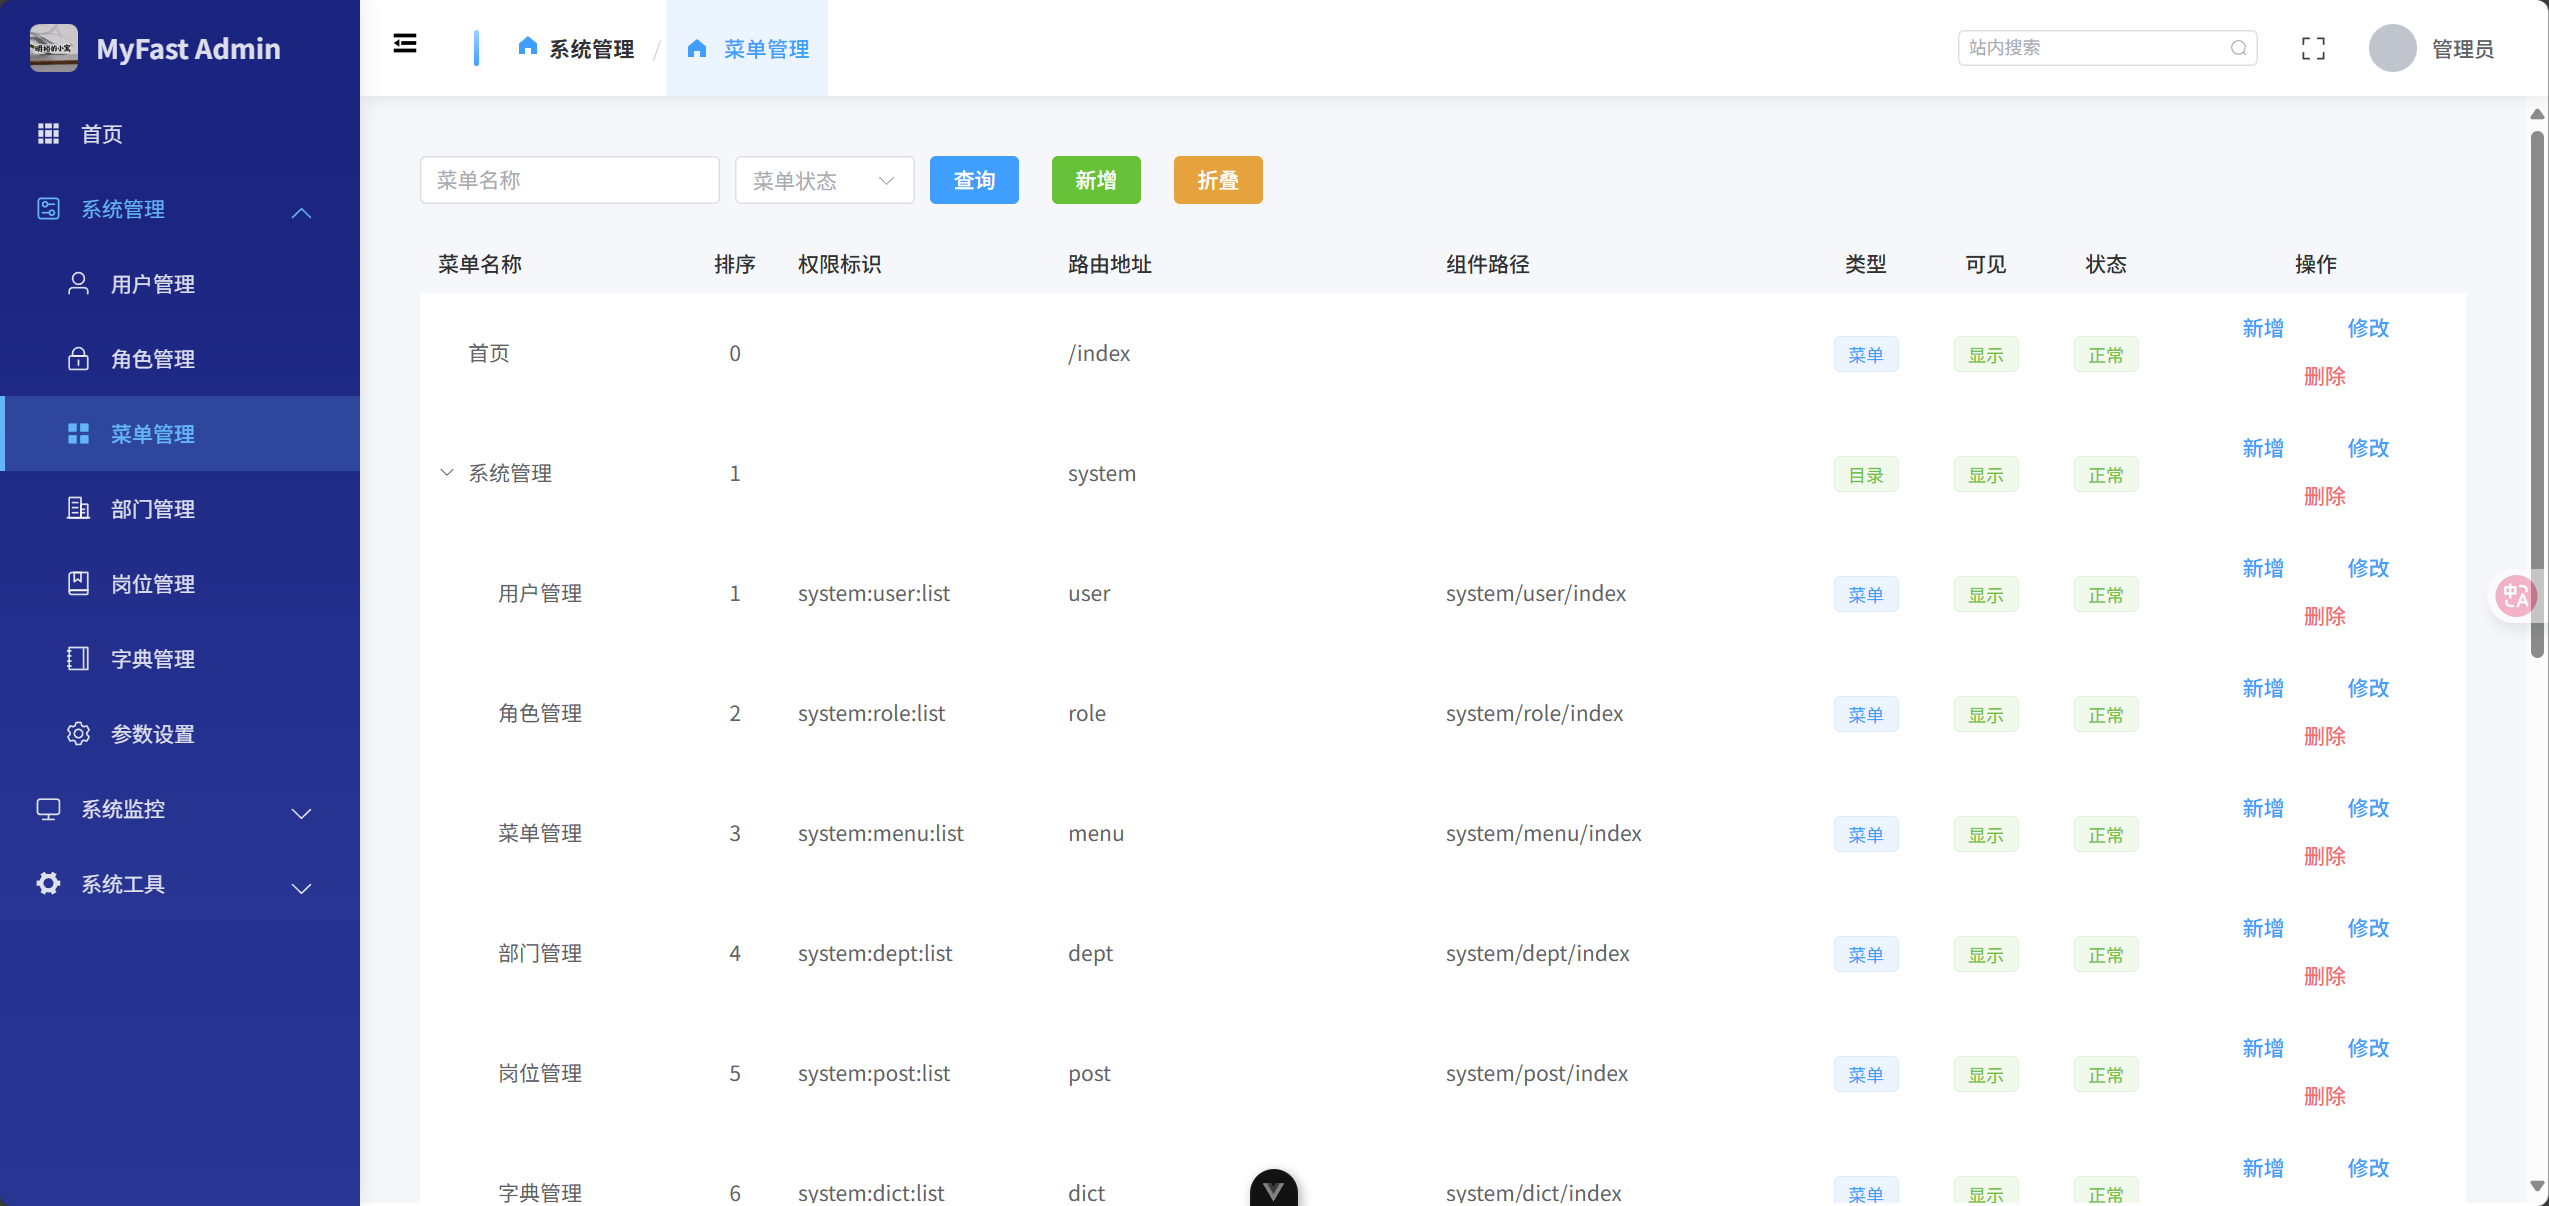 明裕的小寓
MyFast Admin
首页
系统管理
用户管理
角色管理
菜单管理
部门管理
岗位管理
字典管理
参数设置
系统监控
系统工具
系统管理 / 菜单管理
站内搜索
管理员
菜单名称 菜单状态 查询 新增 折叠
菜单名称 排序 权限标识 路由地址 组件路径 类型 可见 状态 操作
首页 0 /index 菜单 显示 正常 新增 修改 删除
系统管理 1 system 目录 显示 正常 新增 修改 删除
用户管理 1 system:user:list user system/user/index 菜单 显示 正常 新增 修改 删除
角色管理 2 system:role:list role system/role/index 菜单 显示 正常 新增 修改 删除
菜单管理 3 system:menu:list menu system/menu/index 菜单 显示 正常 新增 修改 删除
部门管理 4 system:dept:list dept system/dept/index 菜单 显示 正常 新增 修改 删除
岗位管理 5 system:post:list post system/post/index 菜单 显示 正常 新增 修改 删除
字典管理 6 system:dict:list dict system/dict/index 菜单 显示 正常 新增 修改
中A